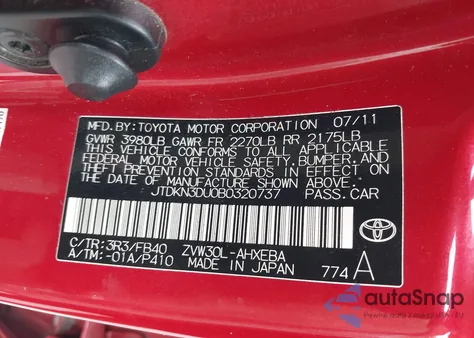 MFD. BY: TOYOTA MOTOR CORPORATION 07/11
GVWR 3980LB GAWR FR 2270LB RR 2175LB
THIS VEHICLE CONFORMS TO ALL APPLICABLE
FEDERAL MOTOR VEHICLE SAFETY, BUMPER, AND
THEFT PREVENTION STANDARDS IN EFFECT ON
THE DATE OF MANUFACTURE SHOWN ABOVE.
JTDKN3DU0B0320737 PASS. CAR
C/TR: 3R3/FB40 ZVW30L-AHXEBA
A/TM: -01A/P410 MADE IN JAPAN
774 A
autoSnap